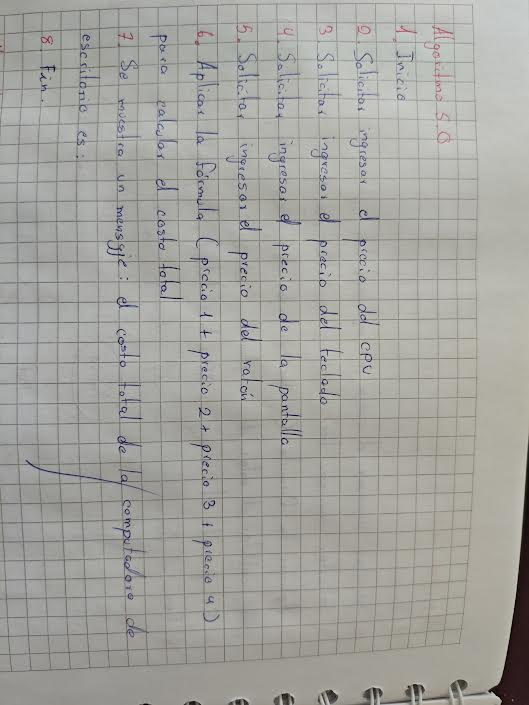 Algoritmo 5.8
1. Inicio
2. Solicitar ingresar el precio del CPU
3 Solicitar ingresar el precio del teclado
4. Solicitar ingresar el precio de la pantalla
5. Solicitar ingresar el precio del ratón
6. Aplicar la fórmula (precio 1 + precio 2 + precio 3 + precio 4)
para calcular el costo total
7. Se muestra un mensaje: el costo total de la computadora de
escritorio es:
8. Fin.